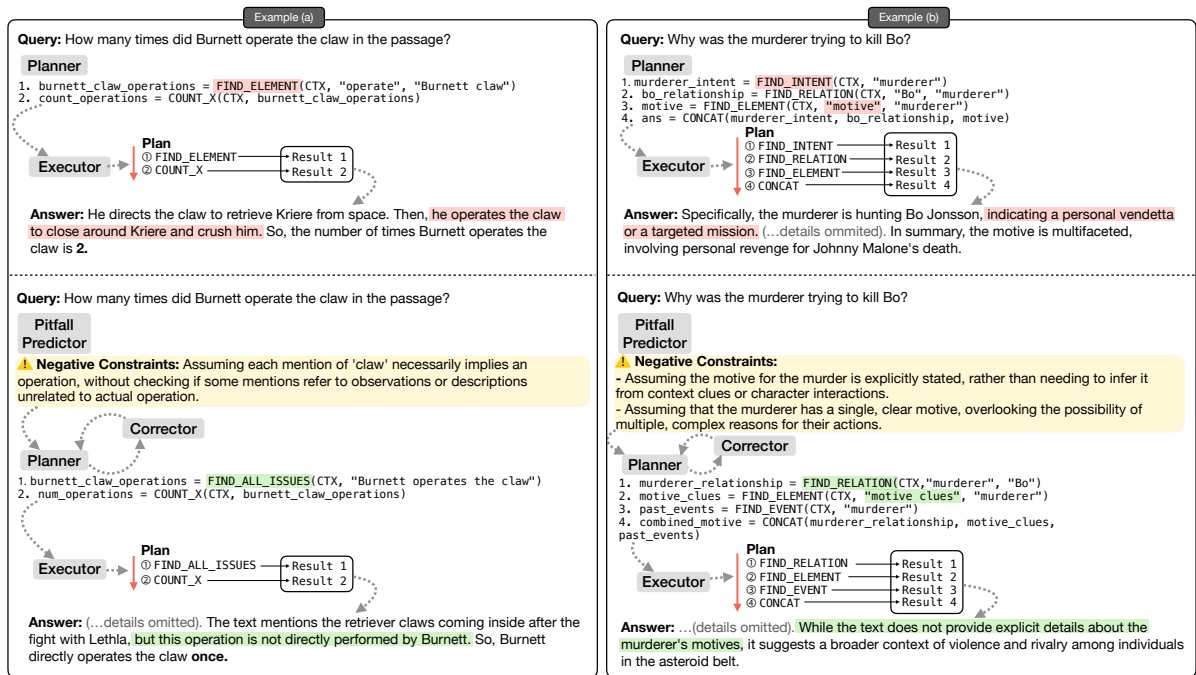 Example (a)
Query: How many times did Burnett operate the claw in the passage?
Planner
1. burnett_claw_operations = FIND_ELEMENT(CTX, "operate", "Burnett claw")
2. count_operations = COUNT_X(CTX, burnett_claw_operations)
Executor
Plan
① FIND_ELEMENT
② COUNT_X
Result 1
Result 2
Answer: He directs the claw to retrieve Kriere from space. Then, he operates the claw
to close around Kriere and crush him. So, the number of times Burnett operates the
claw is 2.
Query: How many times did Burnett operate the claw in the passage?
Pitfall
Predictor
Negative Constraints: Assuming each mention of 'claw' necessarily implies an
operation, without checking if some mentions refer to observations or descriptions
unrelated to actual operation.
Corrector
Planner
1. burnett_claw_operations = FIND_ALL_ISSUES(CTX, "Burnett operates the claw")
2. num_operations = COUNT_X(CTX, burnett_claw_operations)
Executor
Plan
① FIND_ALL_ISSUES
② COUNT_X
Result 1
Result 2
Answer: (...details omitted). The text mentions the retriever claws coming inside after the
fight with Lethla, but this operation is not directly performed by Burnett. So, Burnett
directly operates the claw once.
Example (b)
Query: Why was the murderer trying to kill Bo?
Planner
1. murderer_intent = FIND_INTENT(CTX, "murderer")
2. bo_relationship = FIND_RELATION(CTX, "Bo", "murderer")
3. motive = FIND_ELEMENT(CTX, "motive", "murderer")
4. ans = CONCAT(murderer_intent, bo_relationship, motive)
Executor
Plan
① FIND_INTENT
② FIND_RELATION
③ FIND_ELEMENT
④ CONCAT
Result 1
Result 2
Result 3
Result 4
Answer: Specifically, the murderer is hunting Bo Jonsson, indicating a personal vendetta
or a targeted mission. (...details ommited). In summary, the motive is multifaceted,
involving personal revenge for Johnny Malone's death.
Query: Why was the murderer trying to kill Bo?
Pitfall
Predictor
Negative Constraints:
- Assuming the motive for the murder is explicitly stated, rather than needing to infer it
from context clues or character interactions.
- Assuming that the murderer has a single, clear motive, overlooking the possibility of
multiple, complex reasons for their actions.
Corrector
Planner
1. murderer_relationship = FIND_RELATION(CTX,"murderer", "Bo")
2. motive_clues = FIND_ELEMENT(CTX, "motive clues", "murderer")
3. past_events = FIND_EVENT(CTX, "murderer")
4. combined_motive = CONCAT(murderer_relationship, motive_clues,
past_events)
Executor
Plan
① FIND_RELATION
② FIND_ELEMENT
③ FIND_EVENT
④ CONCAT
Result 1
Result 2
Result 3
Result 4
Answer: ...(details omitted). While the text does not provide explicit details about the
murderer's motives, it suggests a broader context of violence and rivalry among individuals
in the asteroid belt.